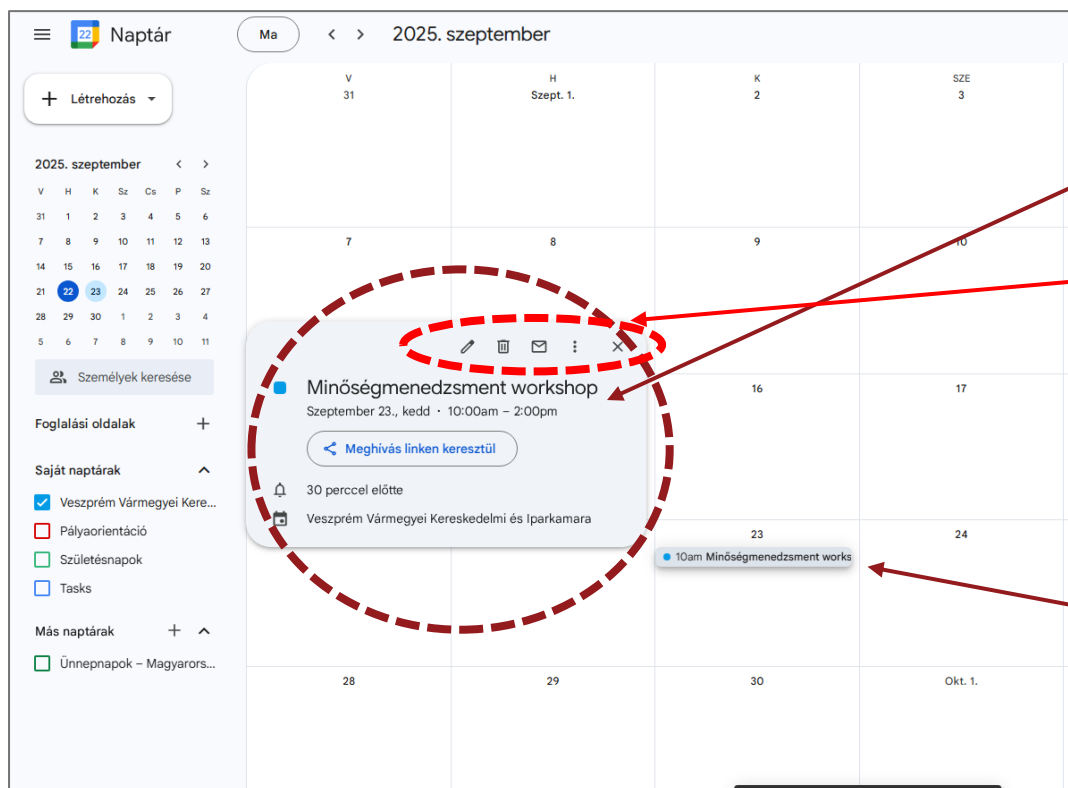 22 Naptár
Ma
2025. szeptember
Létrehozás
2025. szeptember
V H K Sz Cs P Sz
31 1 2 3 4 5 6
7 8 9 10 11 12 13
14 15 16 17 18 19 20
21 22 23 24 25 26 27
28 29 30 1 2 3 4
5 6 7 8 9 10 11
Személyek keresése
Foglalási oldalak
Saját naptárak
Veszprém Vármegyei Kere...
Pályaorientáció
Születésnapok
Tasks
Más naptárak
Ünnepnapok – Magyarors...
V H K SZE
31 Szept. 1. 2 3
7 8 9 10
Minőségmenedzsment workshop
Szeptember 23., kedd • 10:00am – 2:00pm
Meghívás linken keresztül
30 perccel előtte
Veszprém Vármegyei Kereskedelmi és Iparkamara
16 17
23 24
10am Minőségmenedzsment works
28 29 30 Okt. 1.